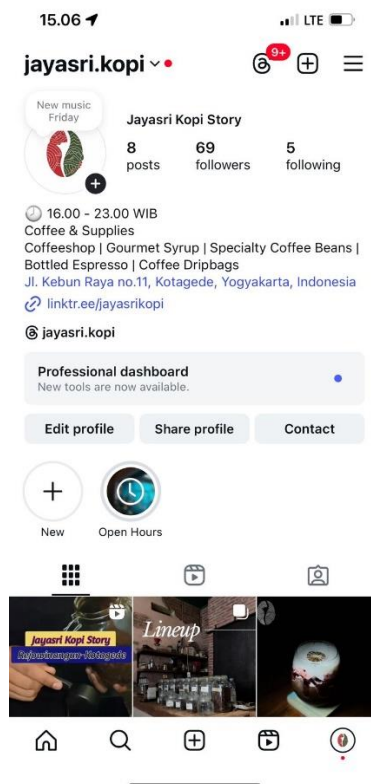 15.06
LTE
jayasri.kopi
9+
New music
Friday
Jayasri Kopi Story
8
69
5
posts
followers
following
16.00 - 23.00 WIB
Coffee & Supplies
Coffeeshop | Gourmet Syrup | Specialty Coffee Beans |
Bottled Espresso | Coffee Dripbags
Jl. Kebun Raya no.11, Kotagede, Yogyakarta, Indonesia
linktr.ee/jayasrikopi
jayasri.kopi
Professional dashboard
New tools are now available.
Edit profile
Share profile
Contact
New
Open Hours
Jayasri Kopi Story
Rejowinangun-Kotagede
Lineup